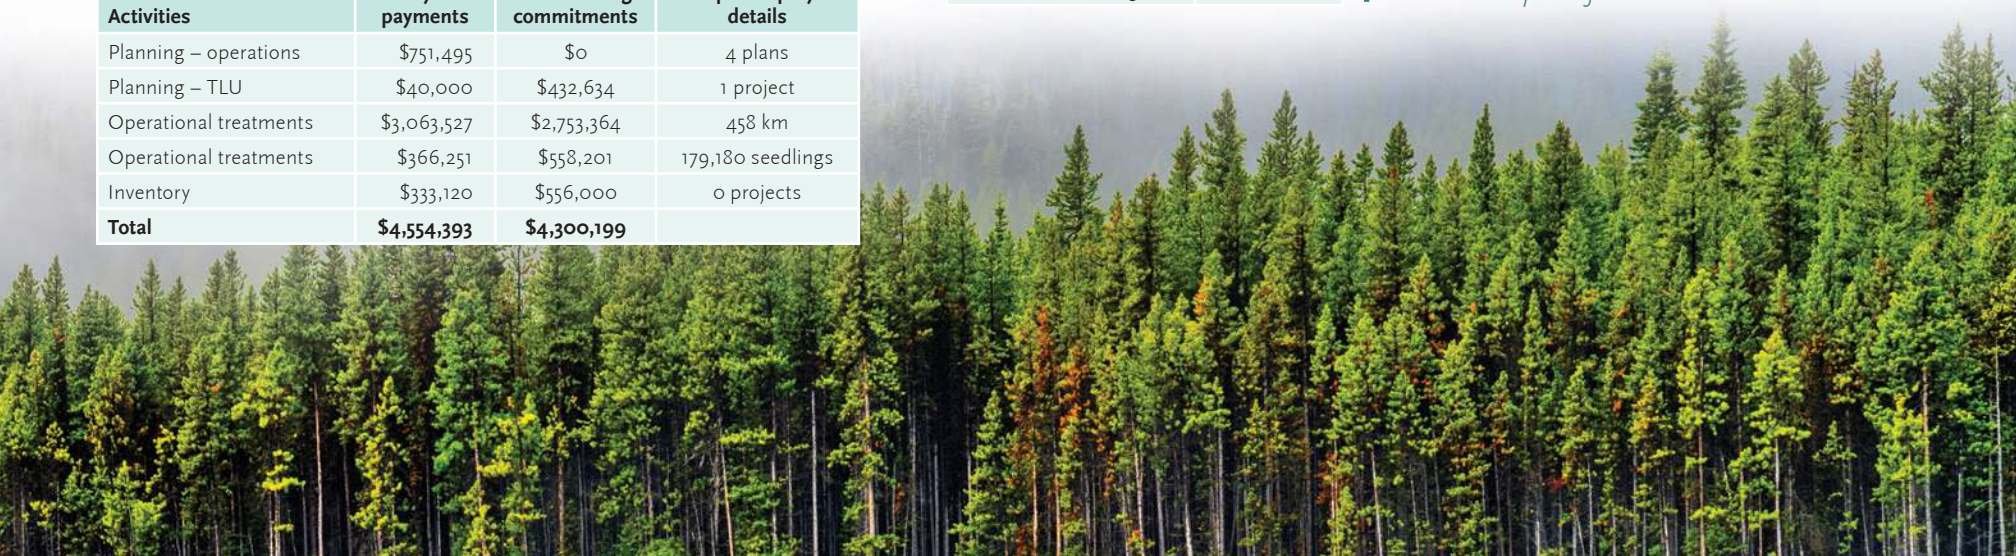 Activities payments commitments details
Planning – operations $751,495 $0 4 plans
Planning – TLU $40,000 $432,634 1 project
Operational treatments $3,063,527 $2,753,364 458 km
Operational treatments $366,251 $558,201 179,180 seedlings
Inventory $333,120 $556,000 0 projects
Total $4,554,393 $4,300,199